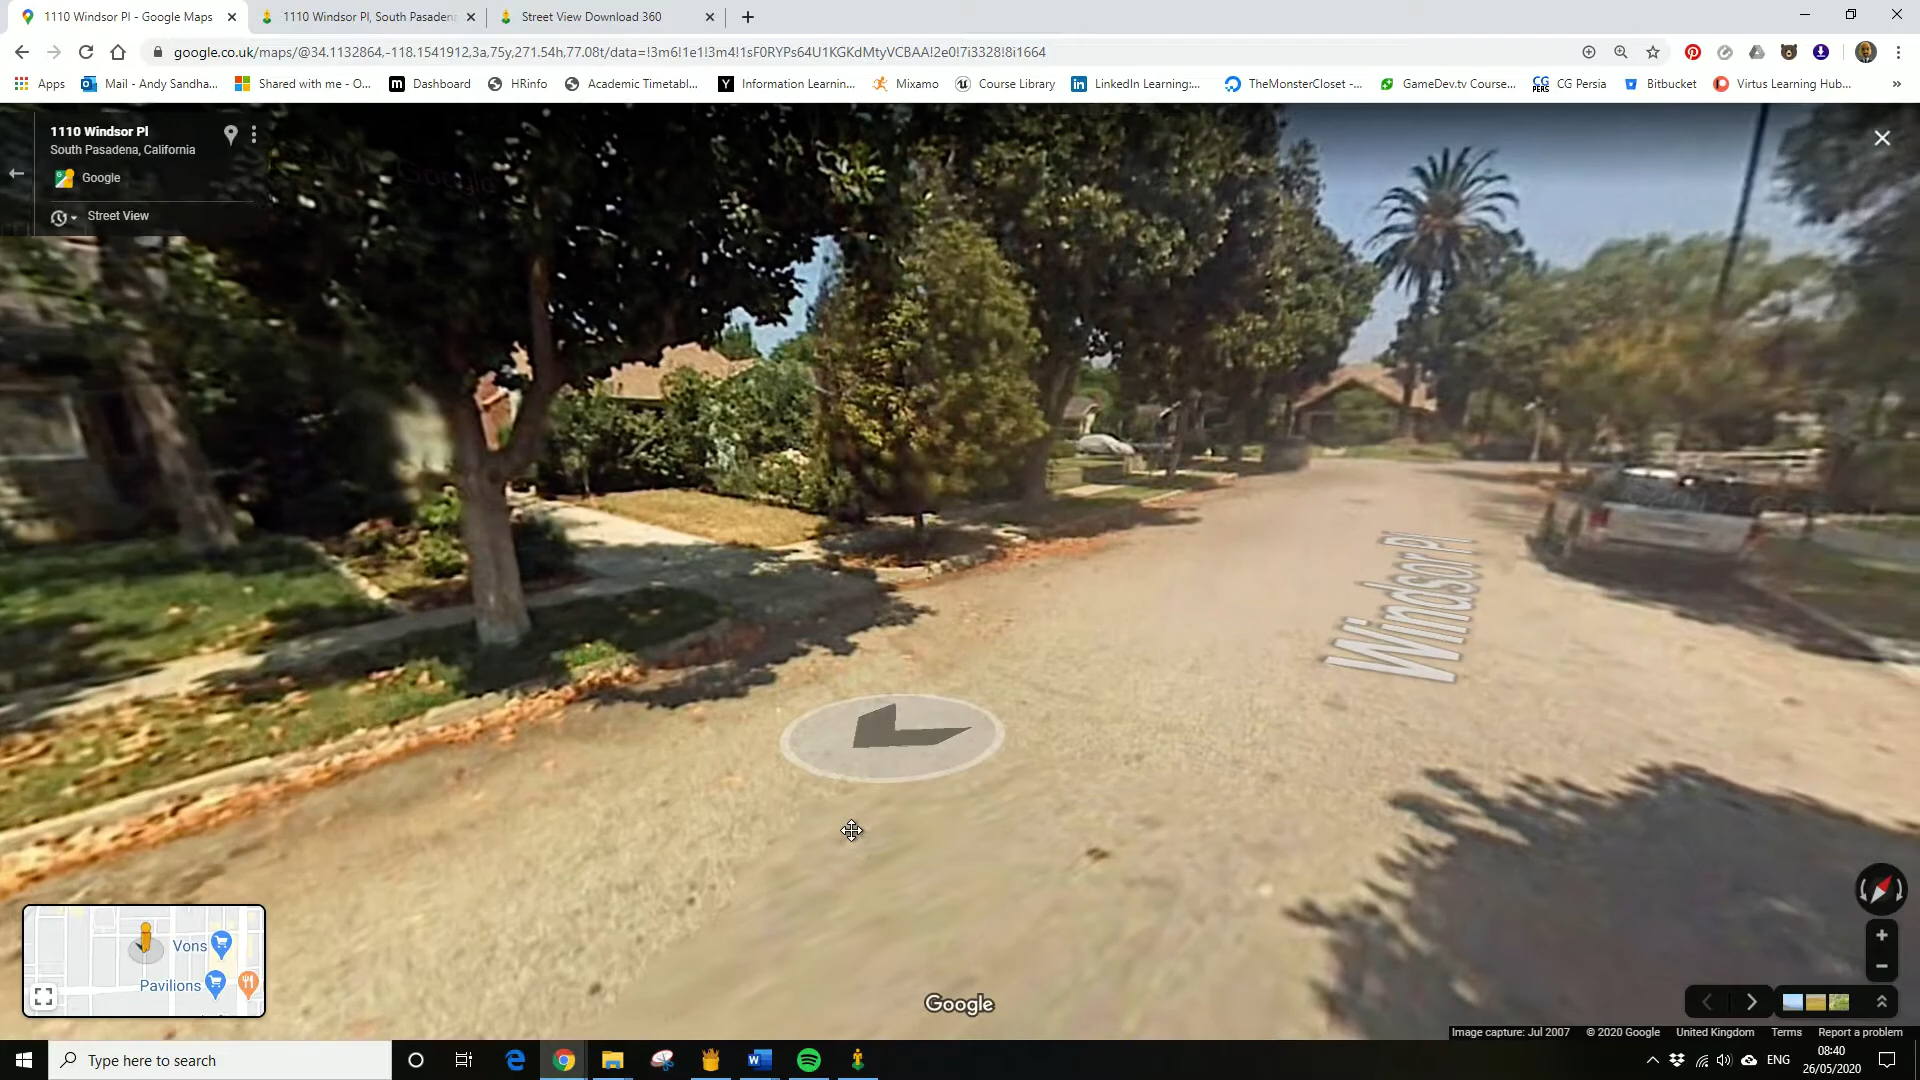 1110 Windsor Pl - Google Maps
1110 Windsor Pl, South Pasadena
Street View Download 360
google.co.uk/maps/@34.1132864,-118.1541912,3a,75y,271.54h,77.08t/data=!3m6!1e1!3m4!1sF0RYPs64U1KGKdMtyVCBAA!2e0!7i3328!8i1664
Apps
Mail - Andy Sandha...
Shared with me - O...
Dashboard
HRinfo
Academic Timetabl...
Information Learnin...
Mixamo
Course Library
LinkedIn Learning:...
TheMonsterCloset -...
GameDev.tv Course...
CG Persia
Bitbucket
Virtus Learning Hub...
1110 Windsor Pl
South Pasadena, California
Google
Street View
Windsor Pl
Vons
Pavilions
Google
Image capture: Jul 2007 © 2020 Google United Kingdom Terms Report a problem
Type here to search
ENG
08:40
26/05/2020